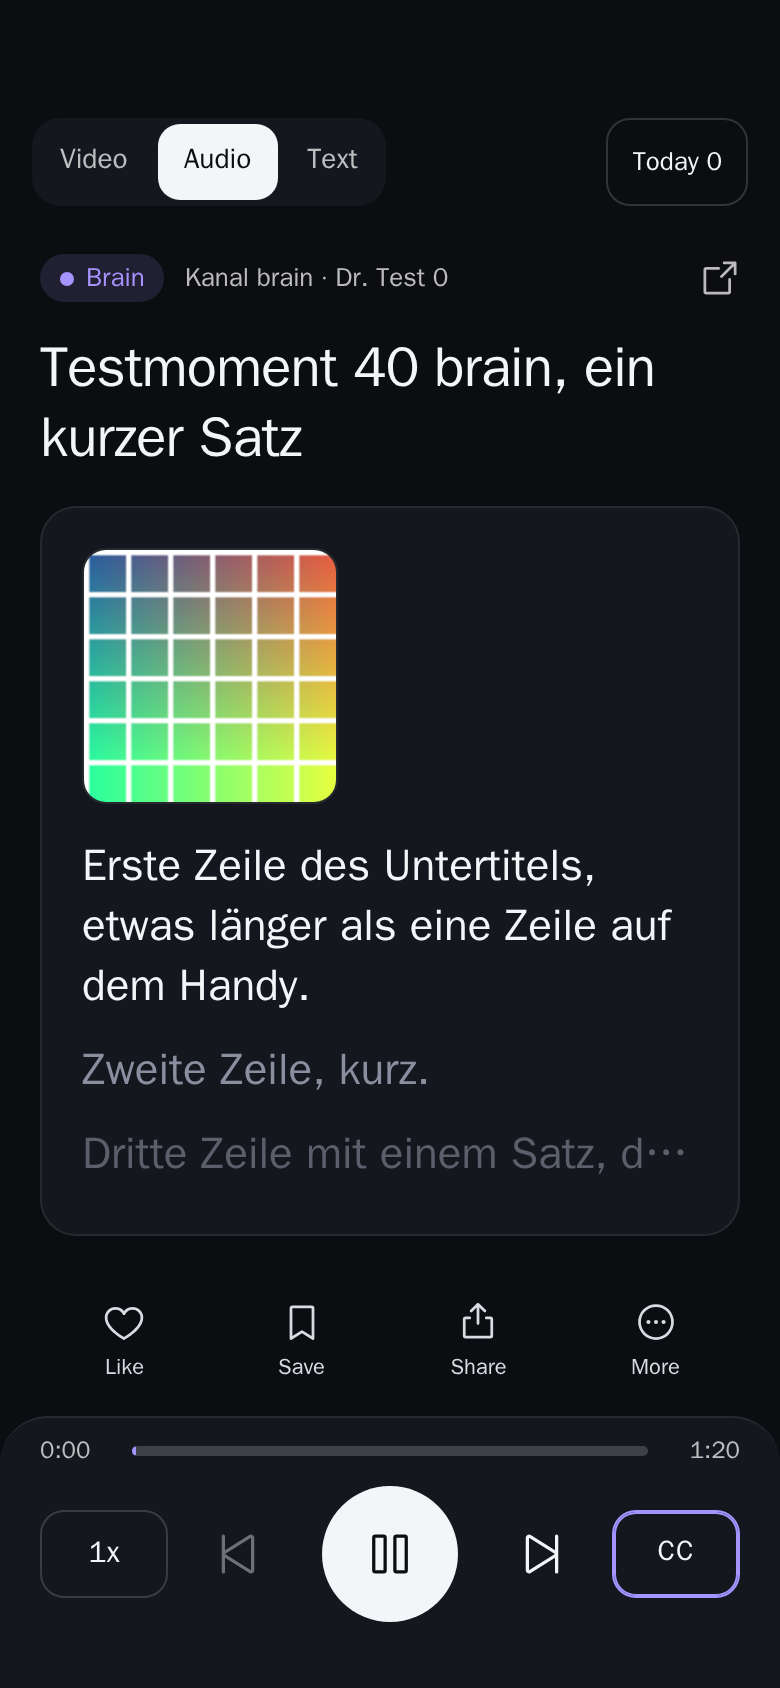 Video Audio Text Today 0
Brain Kanal brain · Dr. Test 0
Testmoment 40 brain, ein
kurzer Satz
Erste Zeile des Untertitels,
etwas länger als eine Zeile auf
dem Handy.
Zweite Zeile, kurz.
Dritte Zeile mit einem Satz, d…
Like Save Share More
0:00 1:20
1x CC